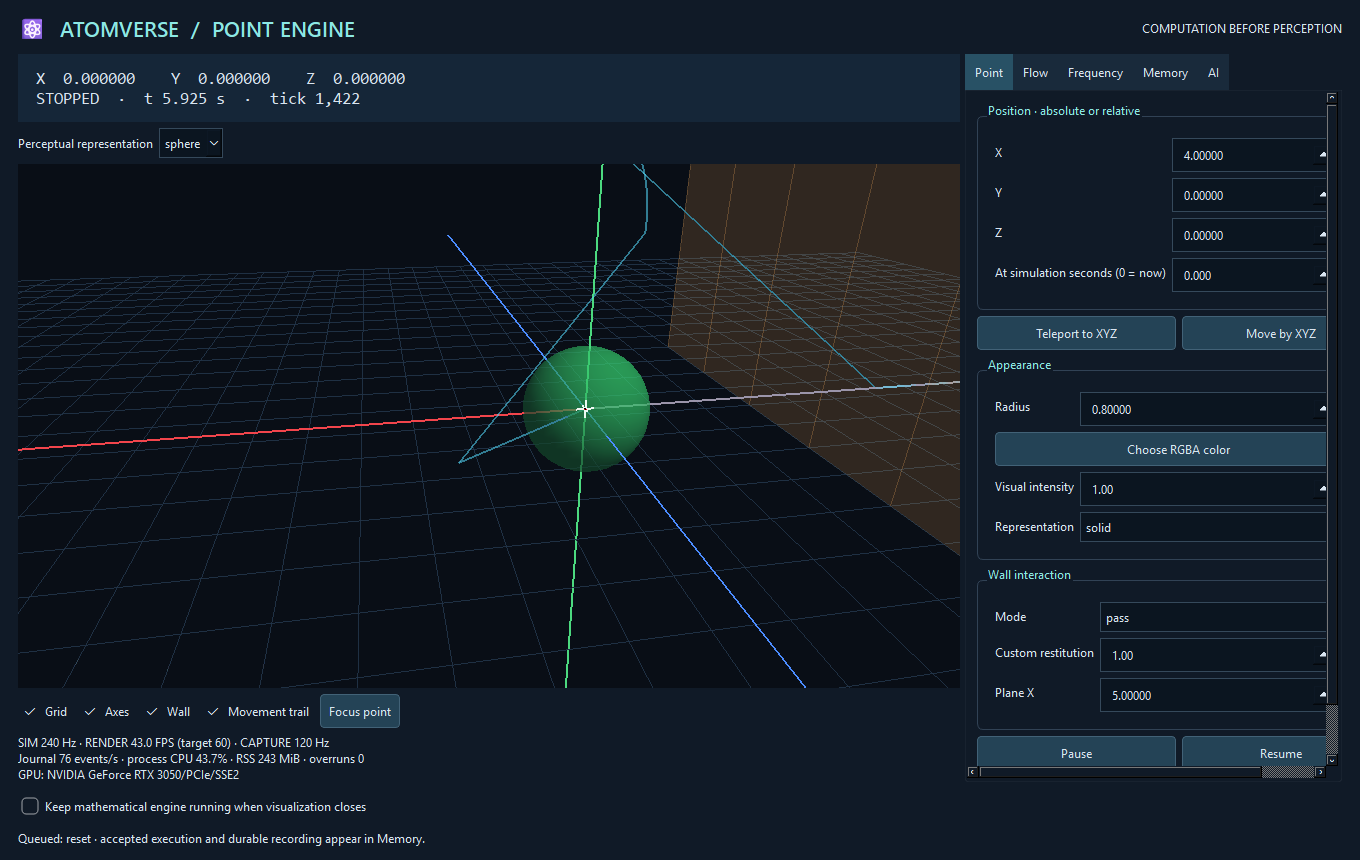 ATOMVERSE / POINT ENGINE
COMPUTATION BEFORE PERCEPTION
X 0.000000 Y 0.000000 Z 0.000000
STOPPED · t 5.925 s · tick 1,422
Perceptual representation sphere
Point Flow Frequency Memory AI
Position · absolute or relative
X 4.00000
Y 0.00000
Z 0.00000
At simulation seconds (0 = now) 0.000
Teleport to XYZ Move by XYZ
Appearance
Radius 0.80000
Choose RGBA color
Visual intensity 1.00
Representation solid
Wall interaction
Mode pass
Custom restitution 1.00
Plane X 5.00000
Pause Resume
Grid Axes Wall Movement trail Focus point
SIM 240 Hz · RENDER 43.0 FPS (target 60) · CAPTURE 120 Hz
Journal 76 events/s · process CPU 43.7% · RSS 243 MiB · overruns 0
GPU: NVIDIA GeForce RTX 3050/PCIe/SSE2
Keep mathematical engine running when visualization closes
Queued: reset · accepted execution and durable recording appear in Memory.